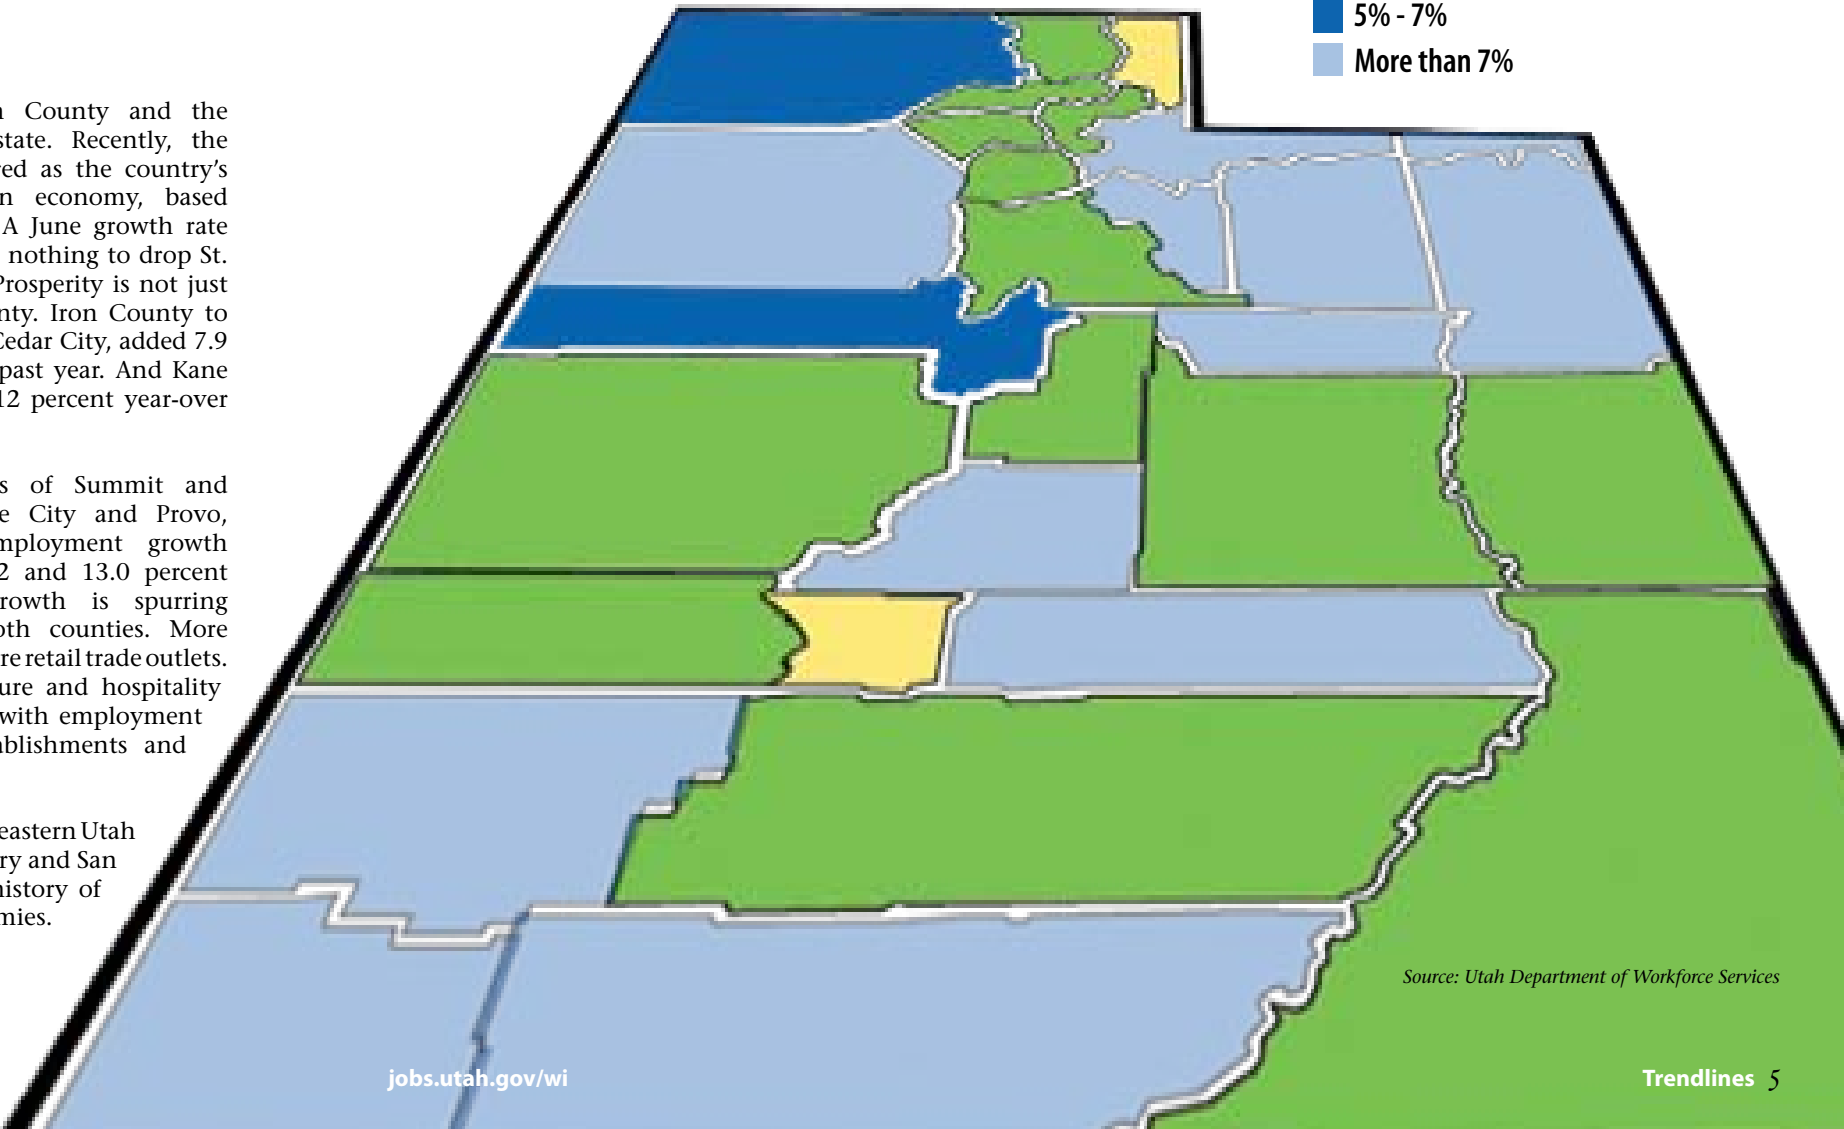 5% - 7%
More than 7%
County and the
state. Recently, the
red as the country's
economy, based
A June growth rate
nothing to drop St.
Prosperity is not just
nty. Iron County to
Cedar City, added 7.9
past year. And Kane
12 percent year-over
s of Summit and
e City and Provo,
mployment growth
2 and 13.0 percent
rowth is spurring
oth counties. More
re retail trade outlets.
ure and hospitality
with employment
ablishments and
eastern Utah
ry and San
history of
mies.
Source: Utah Department of Workforce Services
jobs.utah.gov/wi
Trendlines 5